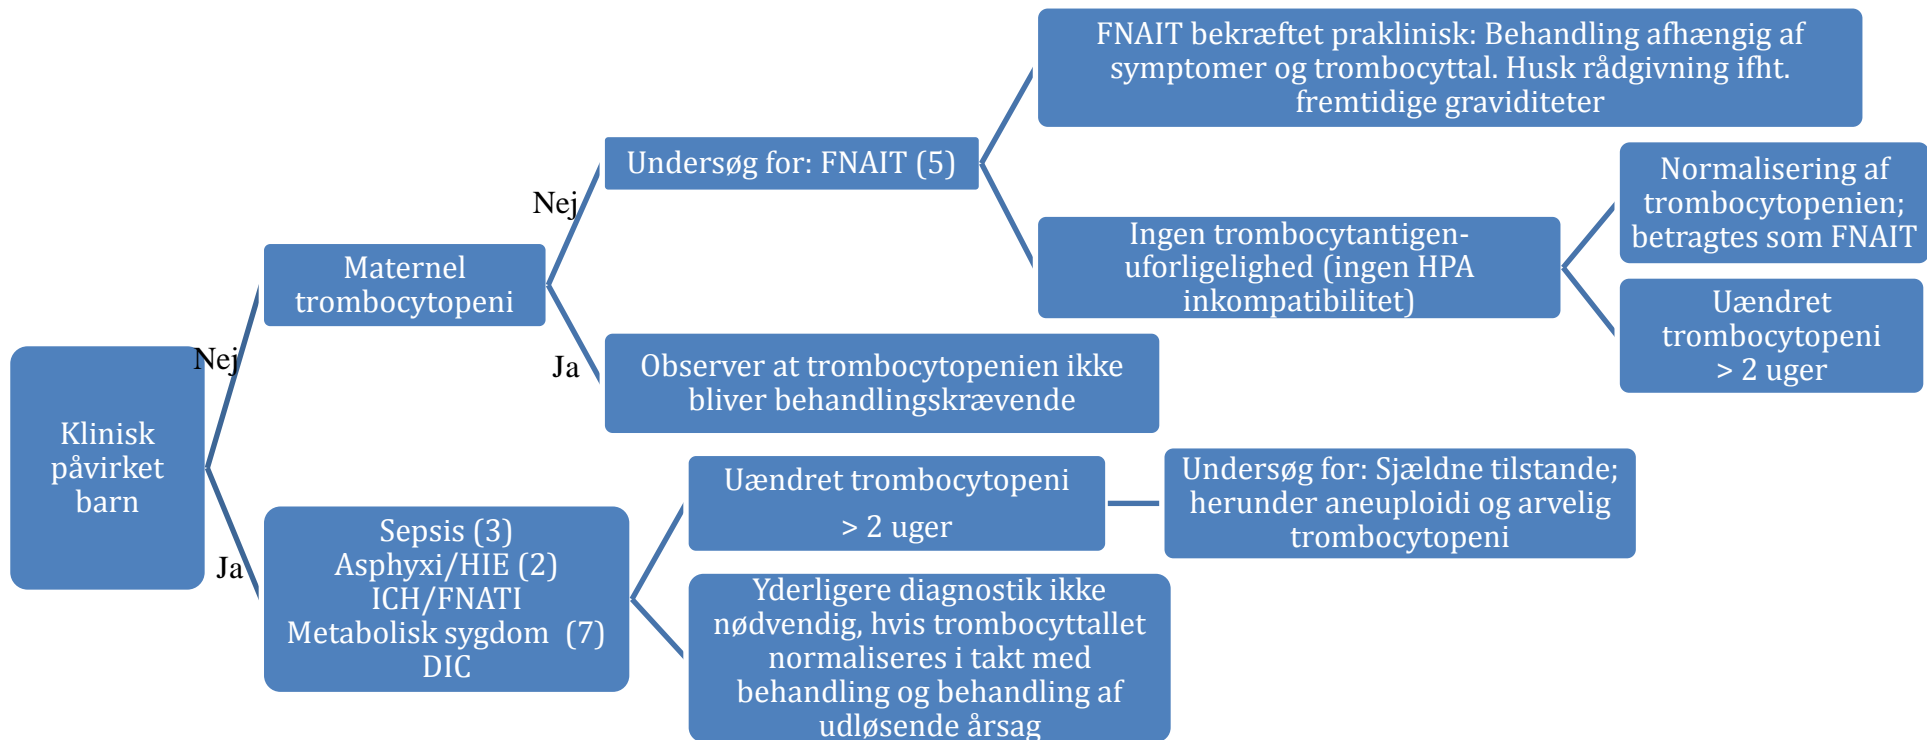 Klinisk
påvirket
barn
Nej
Ja
Maternel
trombocytopeni
Nej
Ja
Undersøg for: FNAIT (5)
FNAIT bekræftet praklinisk: Behandling afhængig af
symptomer og trombocyttal. Husk rådgivning ifht.
fremtidige graviditeter
Ingen trombocytantigen-
uforligelighed (ingen HPA
inkompatibilitet)
Normalisering af
trombocytopenien;
betragtes som FNAIT
Uændret
trombocytopeni
> 2 uger
Observer at trombocytopenien ikke
bliver behandlingskrævende
Sepsis (3)
Asphyxi/HIE (2)
ICH/FNATI
Metabolisk sygdom (7)
DIC
Uændret trombocytopeni
> 2 uger
Undersøg for: Sjældne tilstande;
herunder aneuploidi og arvelig
trombocytopeni
Yderligere diagnostik ikke
nødvendig, hvis trombocyttallet
normaliseres i takt med
behandling og behandling af
udløsende årsag